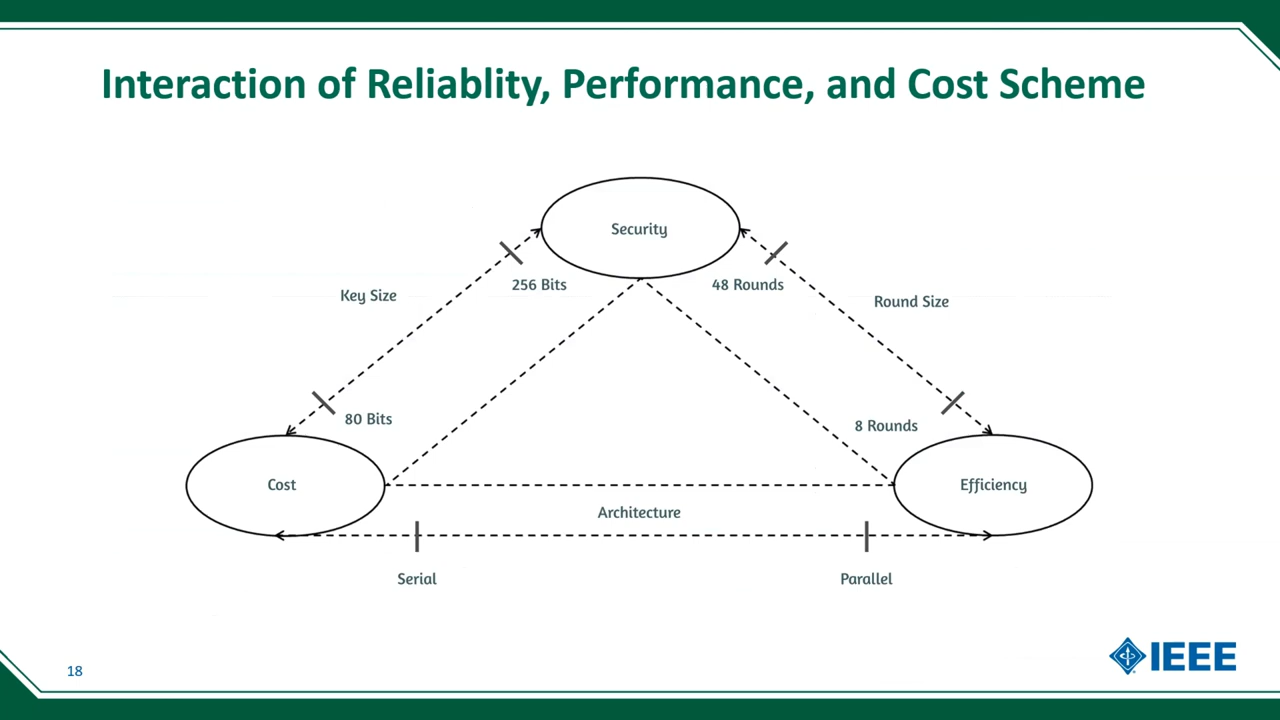 Interaction of Reliablity, Performance, and Cost Scheme
Security
256 Bits
48 Rounds
Key Size
Round Size
80 Bits
8 Rounds
Cost
Efficiency
Architecture
Serial
Parallel
18
IEEE